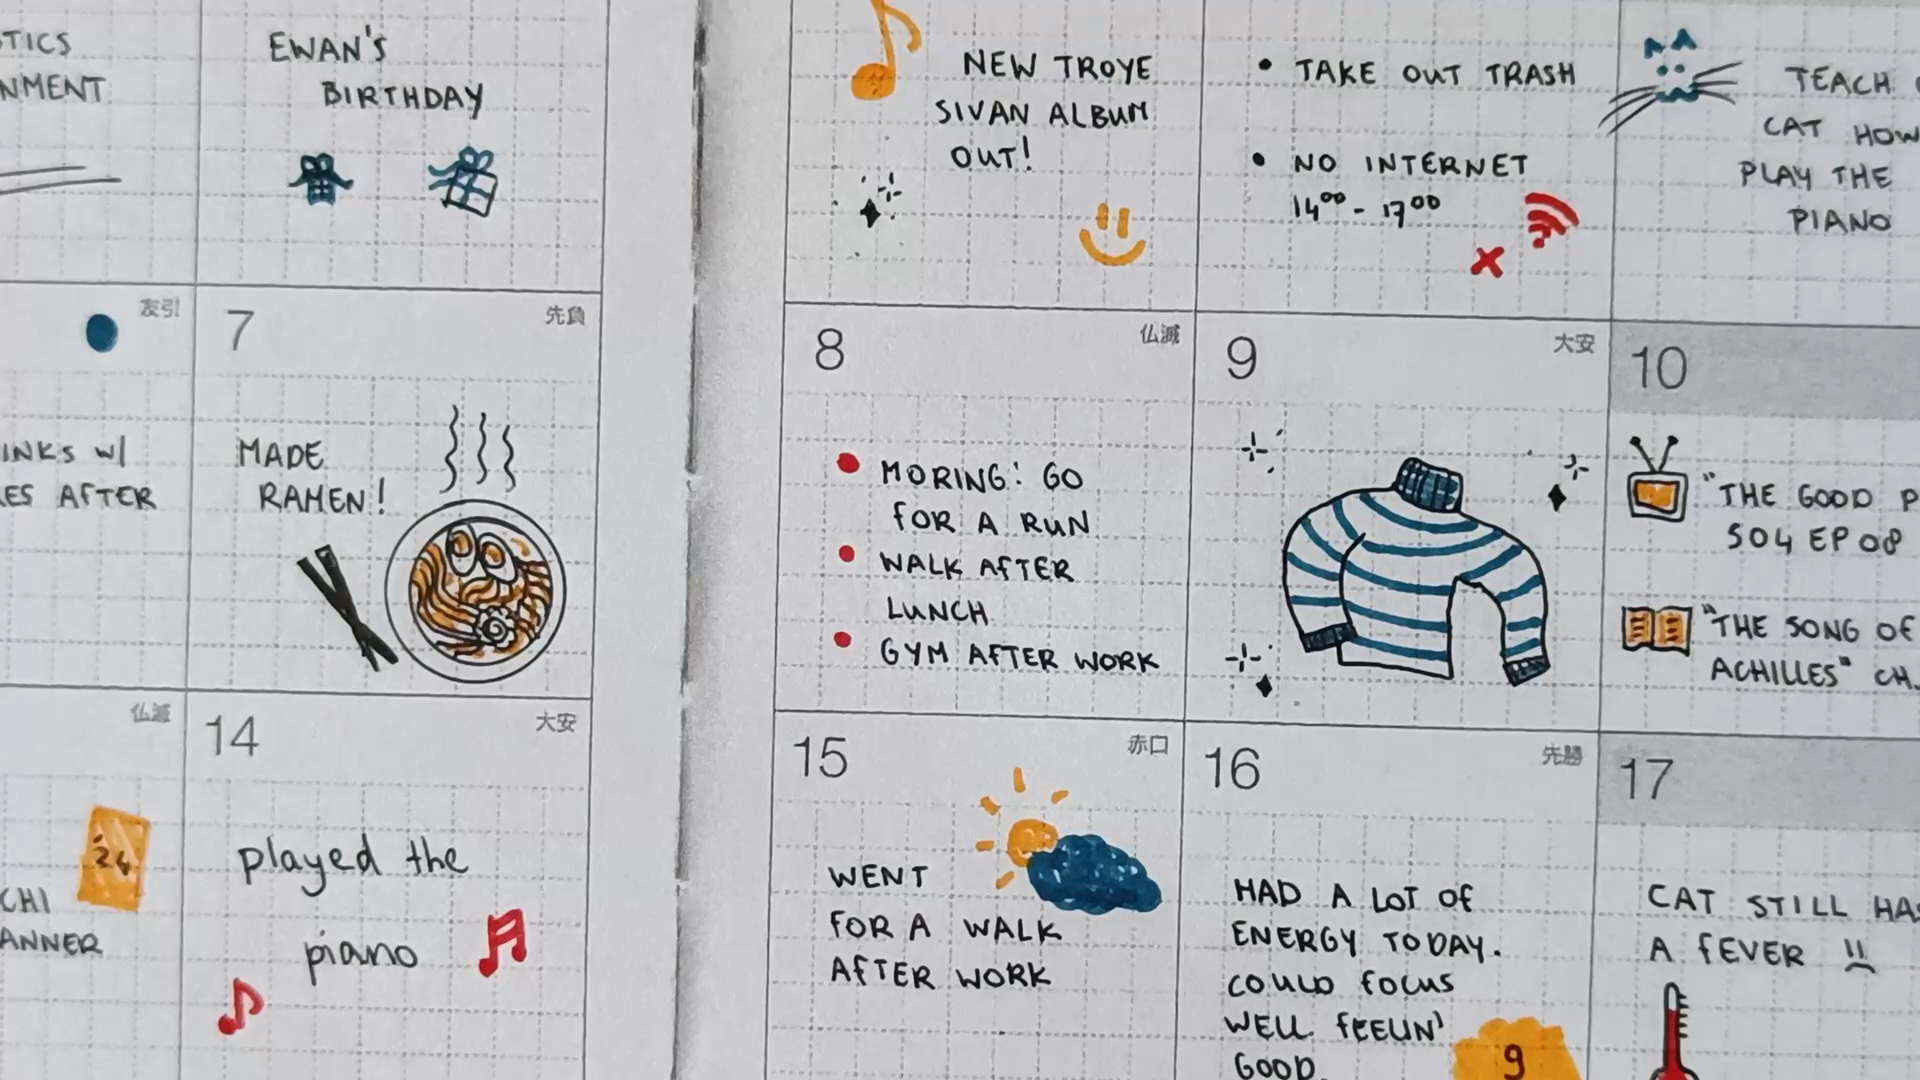 EWAN'S
BIRTHDAY
NEW TROYE
SIVAN ALBUM
OUT!
• TAKE OUT TRASH
• NO INTERNET
14⁰⁰ - 17⁰⁰
TEACH
CAT HOW
PLAY THE
PIANO
友引
INKS W/
AFTER
7
先負
MADE
RAMEN!
8
仏滅
• MORING: GO
FOR A RUN
• WALK AFTER
LUNCH
• GYM AFTER WORK
9
大安
10
"THE GOOD P
S04 EP 08
"THE SONG OF
ACHILLES" CH.
仏滅
'24
CHI
ANNER
14
大安
played the
piano
15
赤口
WENT
FOR A WALK
AFTER WORK
16
先勝
HAD A LOT OF
ENERGY TODAY.
COULD FOCUS
WELL FEELIN'
GOOD.
9
17
CAT STILL HAS
A FEVER